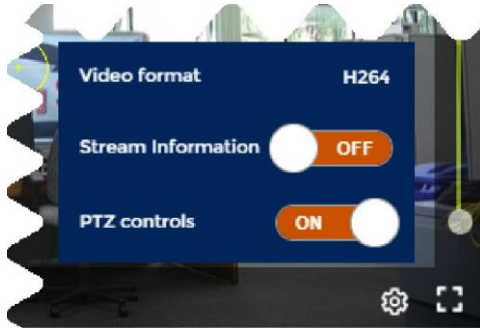 Video format H264
Stream Information OFF
PTZ controls ON